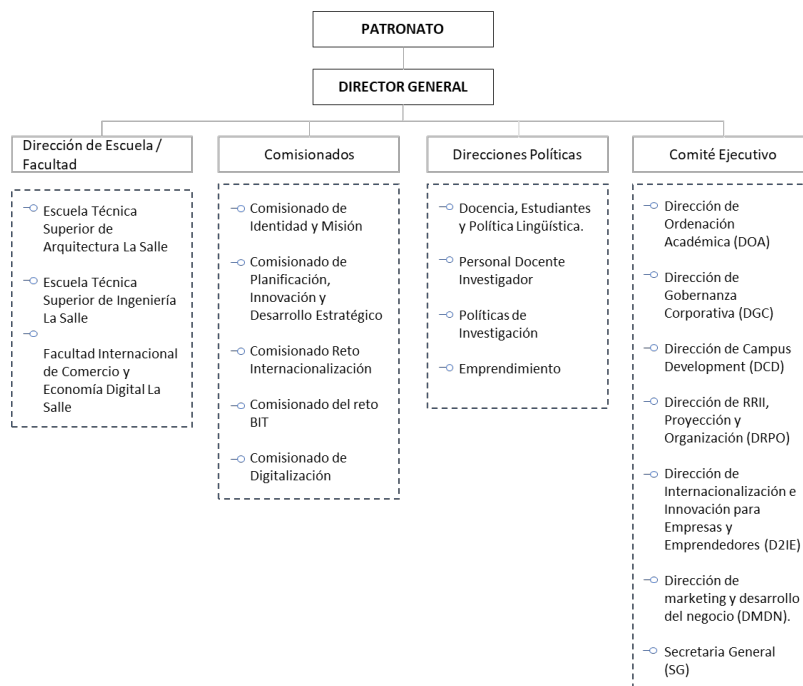 PATRONATO
DIRECTOR GENERAL
Dirección de Escuela /
Facultad
Escuela Técnica
Superior de
Arquitectura La Salle
Escuela Técnica
Superior de Ingeniería
La Salle
Facultad Internacional
de Comercio y
Economía Digital La
Salle
Comisionados
Comisionado de
Identidad y Misión
Comisionado de
Planificación,
Innovación y
Desarrollo Estratégico
Comisionado Reto
Internacionalización
Comisionado del reto
BIT
Comisionado de
Digitalización
Direcciones Políticas
Docencia, Estudiantes
y Política Lingüística.
Personal Docente
Investigador
Políticas de
Investigación
Emprendimiento
Comité Ejecutivo
Dirección de
Ordenación
Académica (DOA)
Dirección de
Gobernanza
Corporativa (DGC)
Dirección de Campus
Development (DCD)
Dirección de RRII,
Proyección y
Organización (DRPO)
Dirección de
Internacionalización e
Innovación para
Empresas y
Emprendedores (D2IE)
Dirección de
marketing y desarrollo
del negocio (DMDN).
Secretaria General
(SG)